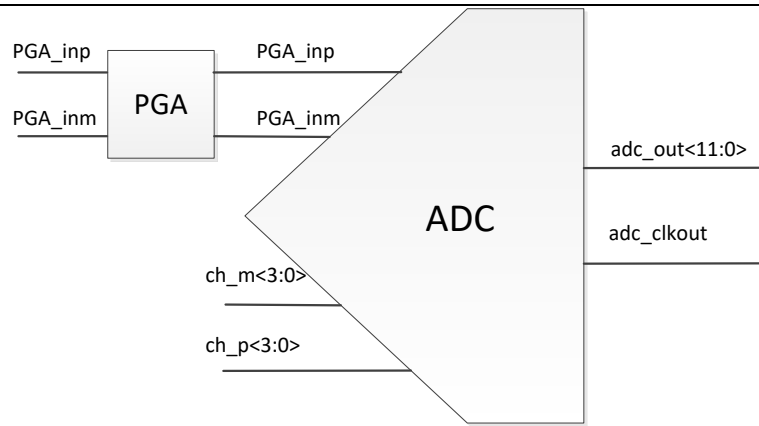 PGA_inp
PGA_inp
PGA
PGA_inm
PGA_inm
adc_out<11:0>
ADC
adc_clkout
ch_m<3:0>
ch_p<3:0>